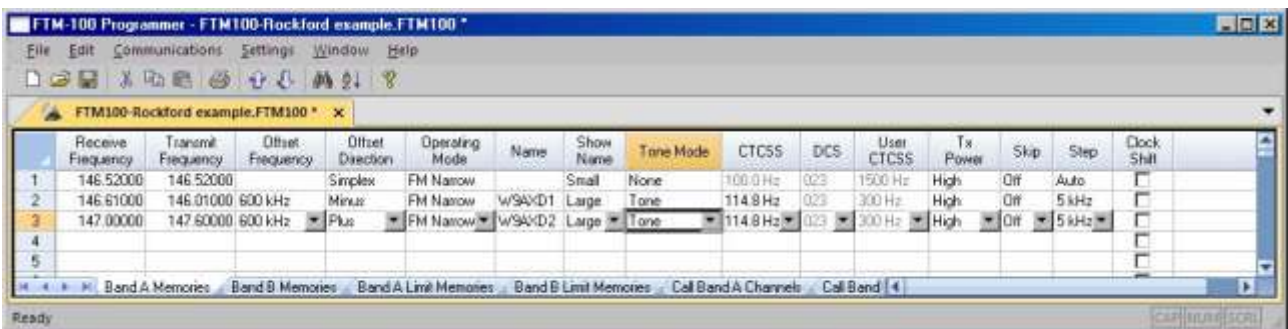 FTM-100 Programmer - FTM100-Rockford example.FTM100 *
File Edit Communications Settings Window Help
FTM100-Rockford example.FTM100 * x
Receive Frequency Transmit Frequency Offset Frequency Offset Direction Operating Mode Name Show Name Tone Mode CTCSS DCS User CTCSS Tx Power Skip Step Clock Shift
1 146.52000 146.52000 Simplex FM Narrow Small None 100.0 Hz 023 1500 Hz High Off Auto
2 146.61000 146.01000 600 kHz Minus FM Narrow W9AXD1 Large Tone 114.8 Hz 023 300 Hz High Off 5 kHz
3 147.00000 147.60000 600 kHz Plus FM Narrow W9AXD2 Large Tone 114.8 Hz 023 300 Hz High Off 5 kHz
4
5
Band A Memories Band B Memories Band A Limit Memories Band B Limit Memories Call Band A Channels Call Band
Ready CAP NUM SCRL